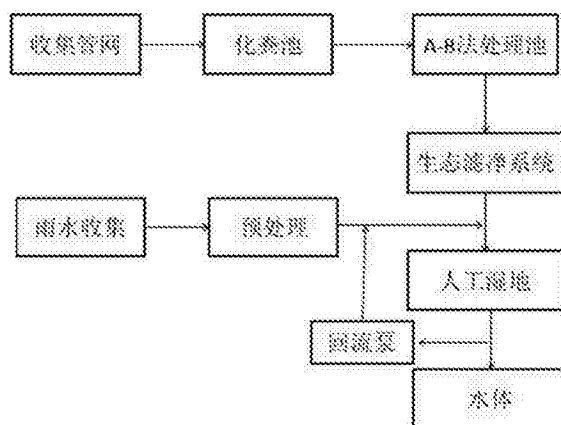 收集管网
化粪池
A-B法处理池
生态滤净系统
雨水收集
预处理
人工湿地
回流泵
水体